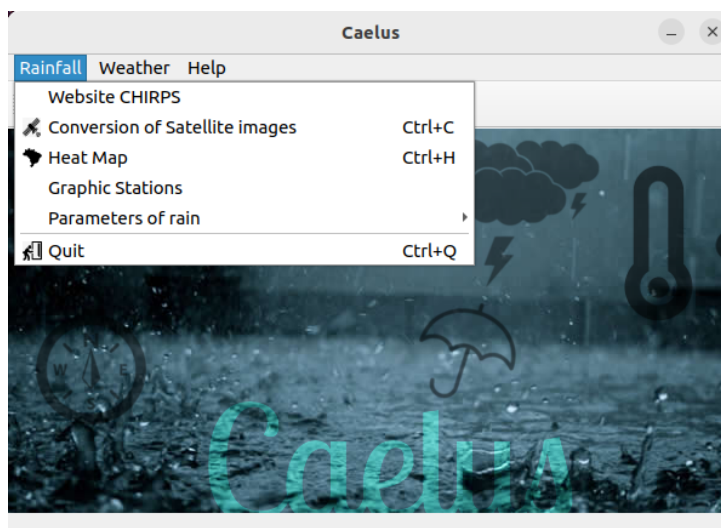 Caelus
Rainfall Weather Help
Website CHIRPS
Conversion of Satellite images Ctrl+C
Heat Map Ctrl+H
Graphic Stations
Parameters of rain
Quit Ctrl+Q
N
W E
Caelus